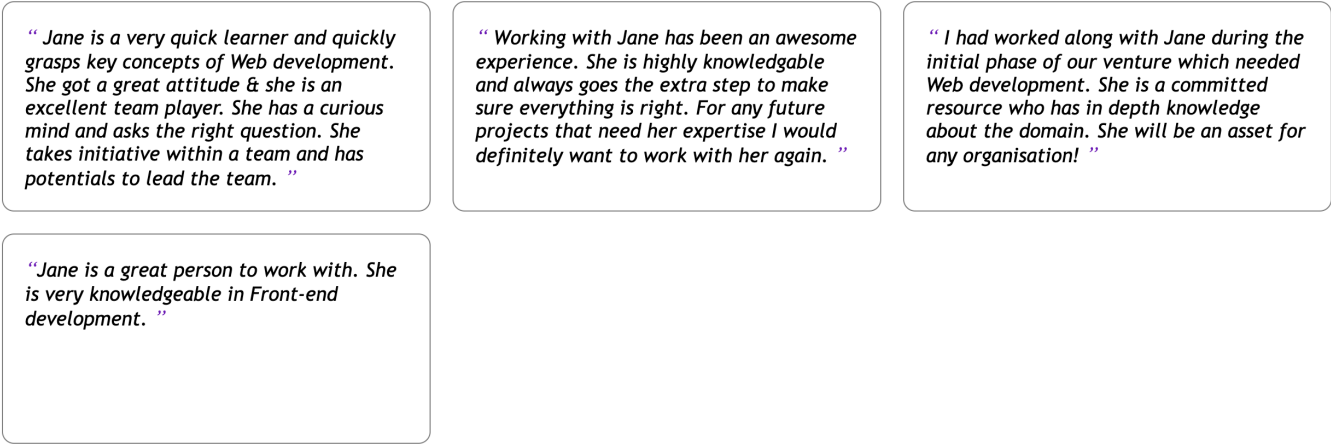 “ Jane is a very quick learner and quickly
grasps key concepts of Web development.
She got a great attitude & she is an
excellent team player. She has a curious
mind and asks the right question. She
takes initiative within a team and has
potentials to lead the team. ”
“ Working with Jane has been an awesome
experience. She is highly knowledgable
and always goes the extra step to make
sure everything is right. For any future
projects that need her expertise I would
definitely want to work with her again. ”
“ I had worked along with Jane during the
initial phase of our venture which needed
Web development. She is a committed
resource who has in depth knowledge
about the domain. She will be an asset for
any organisation! ”
“Jane is a great person to work with. She
is very knowledgeable in Front-end
development. ”